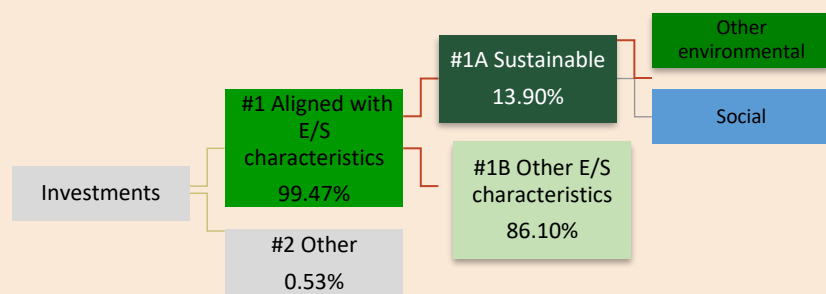 Investments
#1 Aligned with
E/S
characteristics
99.47%
#2 Other
0.53%
#1A Sustainable
13.90%
#1B Other E/S
characteristics
86.10%
Other
environmental
Social